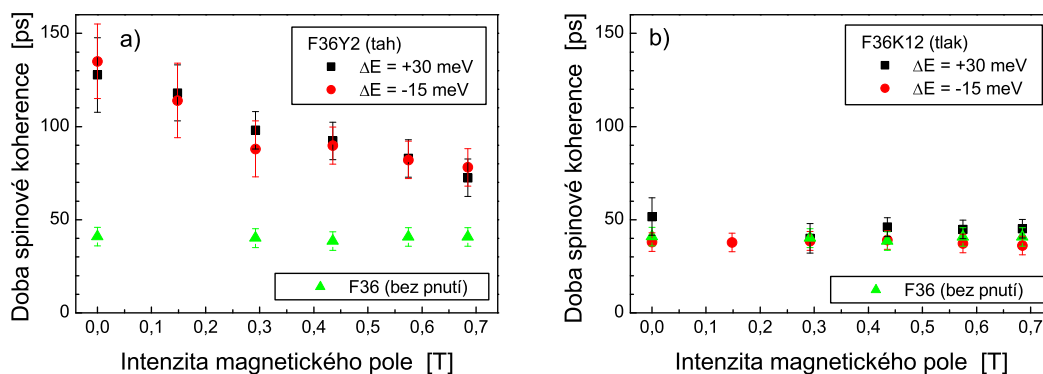 a)
F36Y2 (tah)
ΔE = +30 meV
ΔE = -15 meV
F36 (bez pnutí)
Doba spinové koherence [ps]
150
100
50
0
0,0 0,1 0,2 0,3 0,4 0,5 0,6 0,7
Intenzita magnetického pole [T]
b)
F36K12 (tlak)
ΔE = +30 meV
ΔE = -15 meV
F36 (bez pnutí)
Doba spinové koherence [ps]
150
100
50
0
0,0 0,1 0,2 0,3 0,4 0,5 0,6 0,7
Intenzita magnetického pole [T]